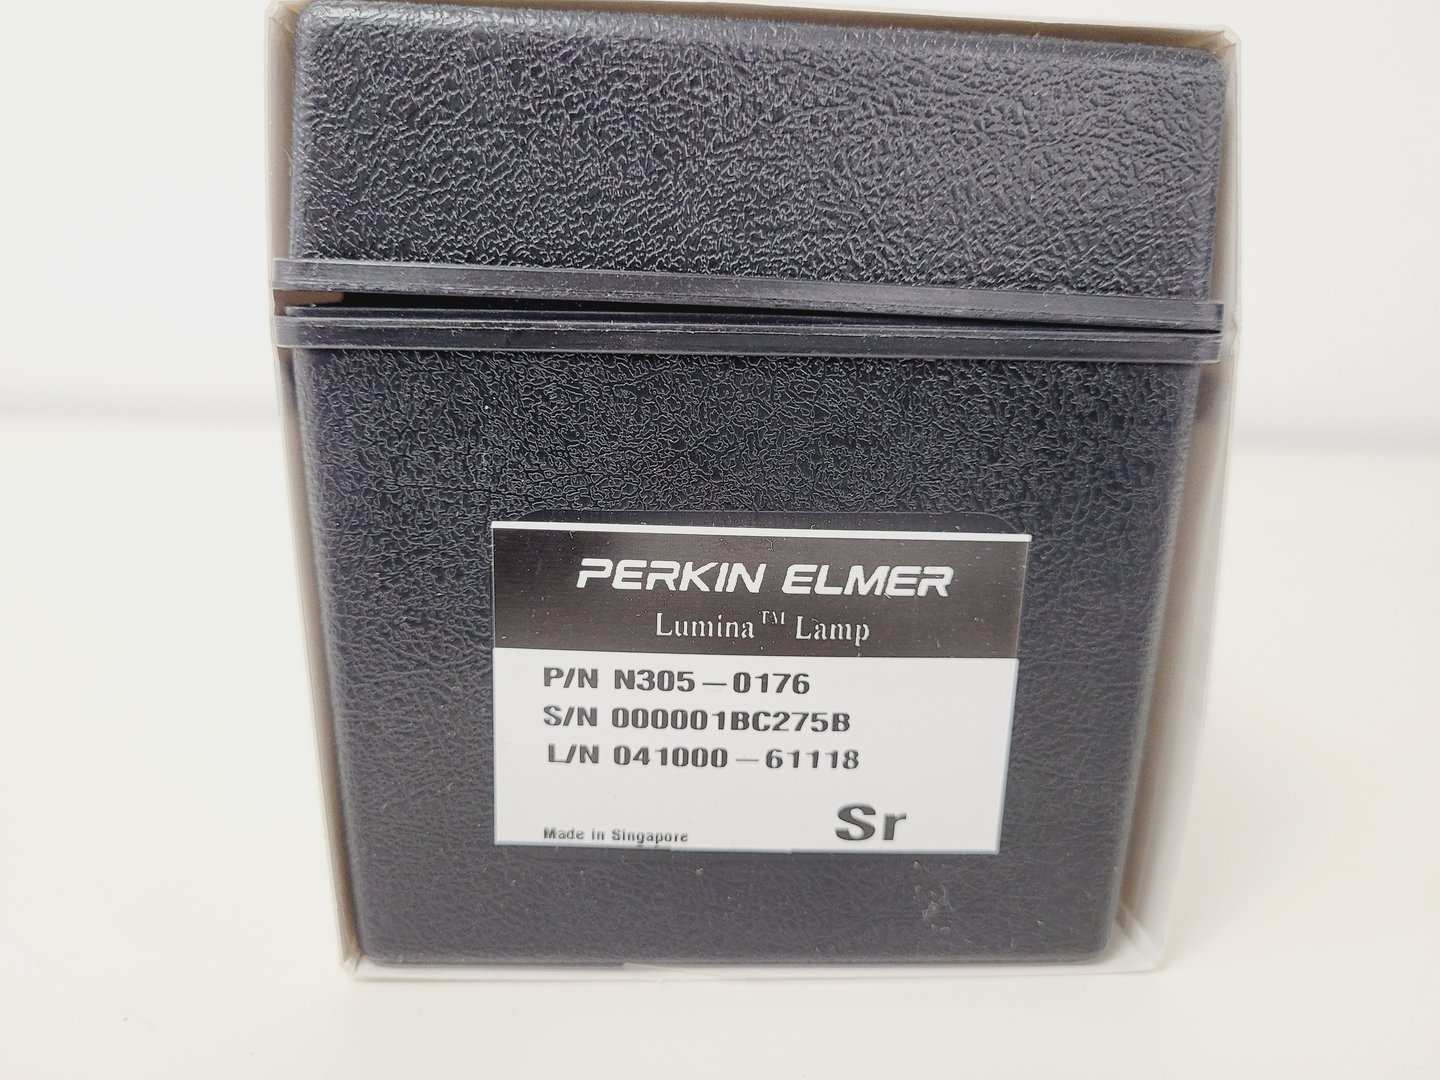 PERKIN ELMER
Lumina™ Lamp
P/N N305-0176
S/N 000001BC275B
L/N 041000-61118
Sr
Made in Singapore